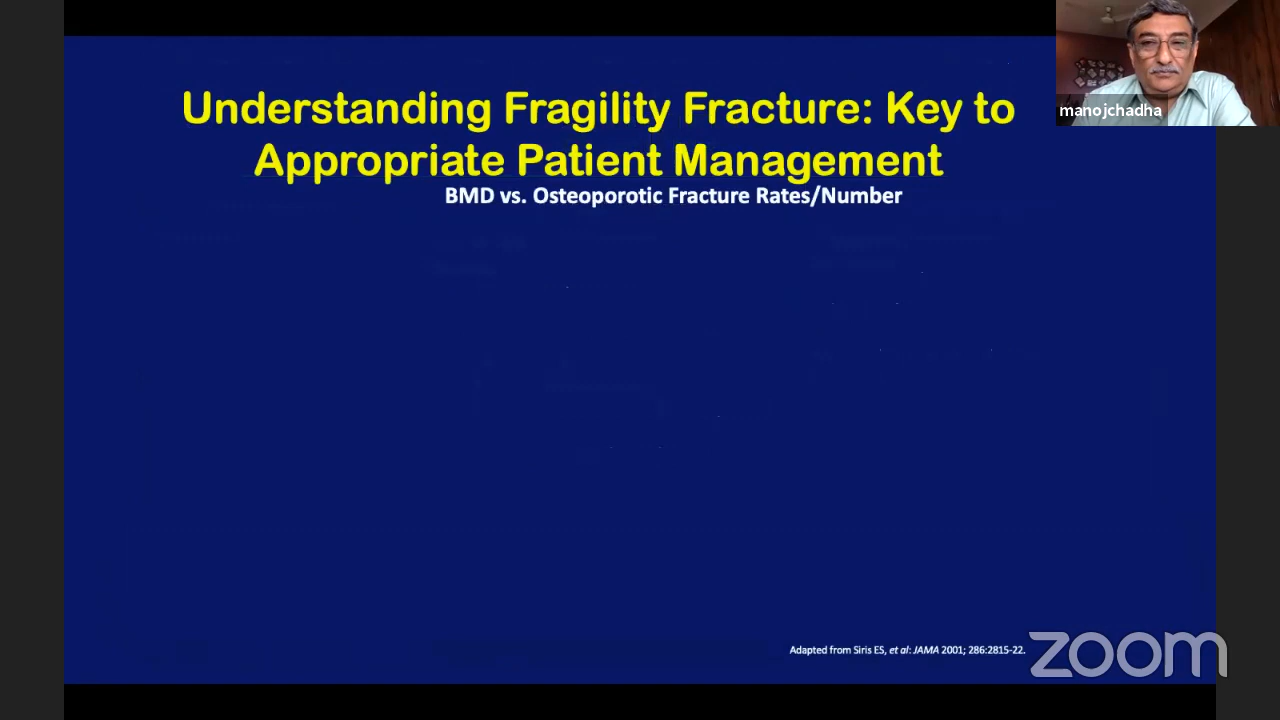 Understanding Fragility Fracture: Key to
Appropriate Patient Management
BMD vs. Osteoporotic Fracture Rates/Number
manojchadha
Adapted from Siris ES, et al: JAMA 2001; 286:2815-22.
zoom